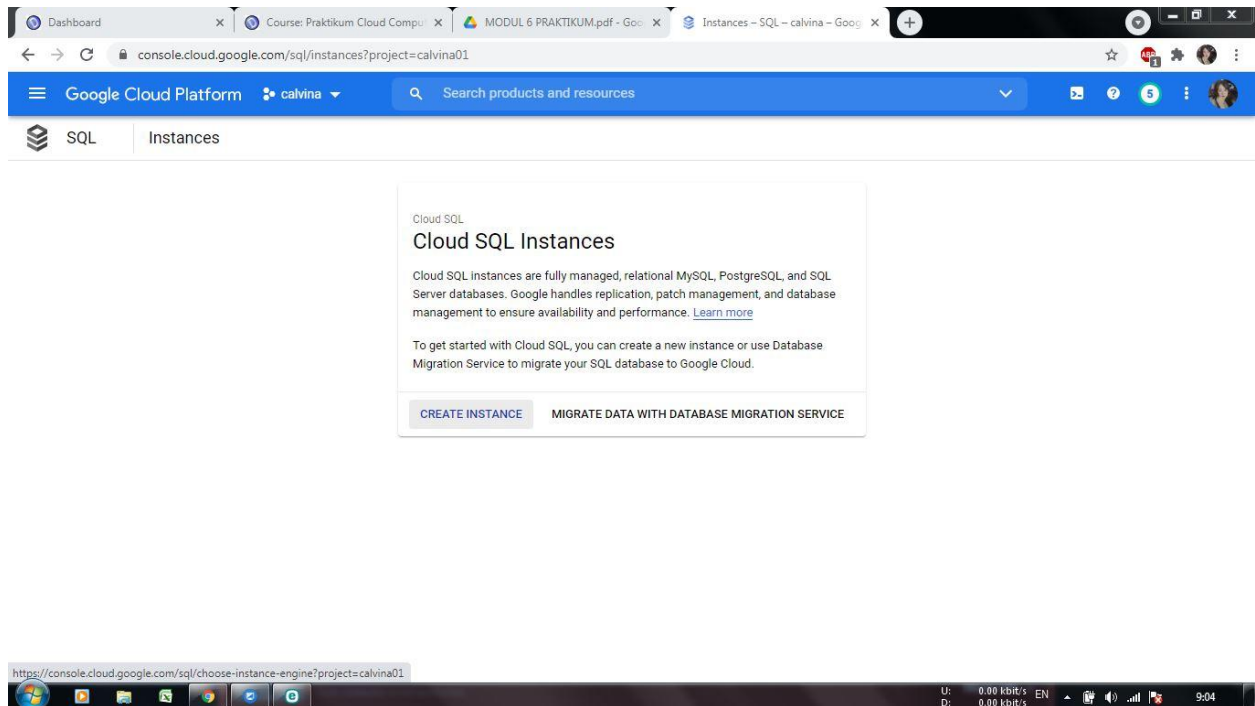 Dashboard
Course: Praktikum Cloud Compu
MODUL 6 PRAKTIKUM.pdf - Goo
Instances – SQL – calvina – Goog
console.cloud.google.com/sql/instances?project=calvina01
ABP
1
Google Cloud Platform
calvina
Search products and resources
5
SQL
Instances
Cloud SQL
Cloud SQL Instances
Cloud SQL instances are fully managed, relational MySQL, PostgreSQL, and SQL
Server databases. Google handles replication, patch management, and database
management to ensure availability and performance. Learn more
To get started with Cloud SQL, you can create a new instance or use Database
Migration Service to migrate your SQL database to Google Cloud.
CREATE INSTANCE
MIGRATE DATA WITH DATABASE MIGRATION SERVICE
https://console.cloud.google.com/sql/choose-instance-engine?project=calvina01
U: 0.00 kbit/s
D: 0.00 kbit/s
EN
9:04